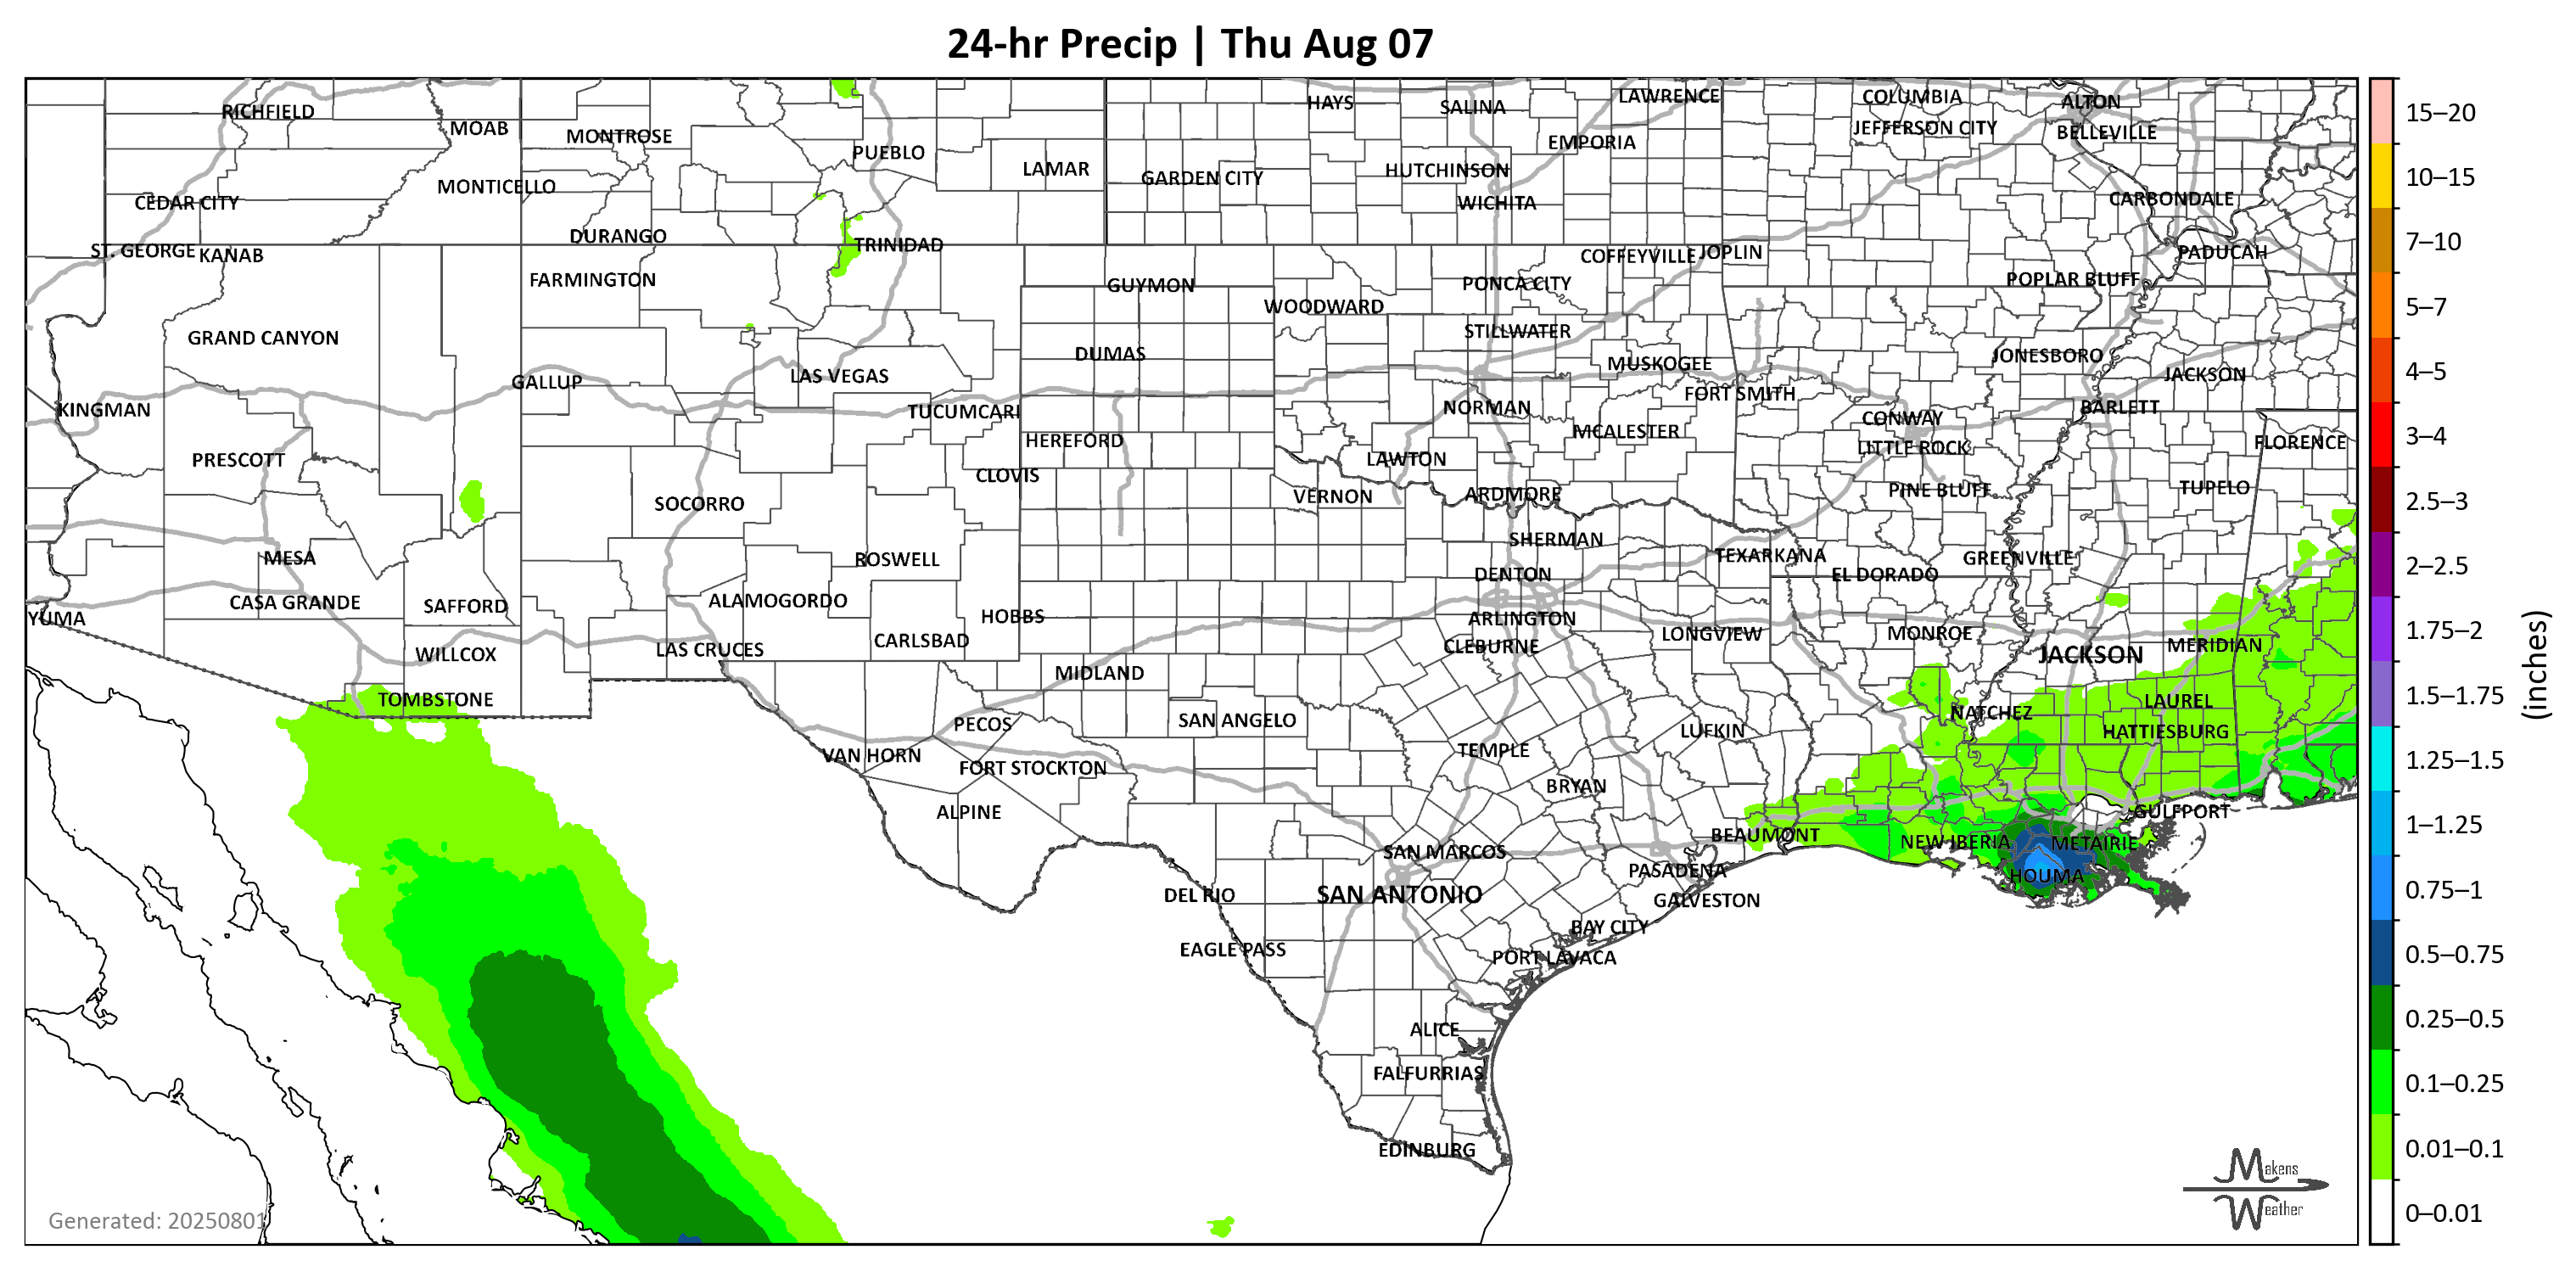 24-hr Precip | Thu Aug 07
RICHFIELD
MOAB
MONTROSE
PUEBLO
LAMAR
HAYS
SALINA
LAWRENCE
COLUMBIA
ALTON
JEFFERSON CITY
BELLEVILLE
EMPORIA
HUTCHINSON
GARDEN CITY
MONTICELLO
CEDAR CITY
WICHITA
CARBONDALE
DURANGO
TRINIDAD
ST. GEORGE
KANAB
COFFEYVILLE
JOPLIN
PADUCAH
FARMINGTON
GUYMON
PONCA CITY
POPLAR BLUFF
WOODWARD
GRAND CANYON
STILLWATER
DUMAS
MUSKOGEE
JONESBORO
GALLUP
LAS VEGAS
JACKSON
FORT SMITH
KINGMAN
TUCUMCARI
NORMAN
BARLETT
CONWAY
HEREFORD
MCALESTER
LITTLE ROCK
FLORENCE
PRESCOTT
LAWTON
CLOVIS
SOCORRO
VERNON
ARDMORE
PINE BLUFF
TUPELO
SHERMAN
MESA
ROSWELL
TEXARKANA
GREENVILLE
DENTON
EL DORADO
CASA GRANDE
SAFFORD
ALAMOGORDO
HOBBS
ARLINGTON
YUMA
CARLSBAD
LONGVIEW
MONROE
WILLCOX
LAS CRUCES
CLEBURNE
JACKSON
MERIDIAN
MIDLAND
TOMBSTONE
LAUREL
PECOS
SAN ANGELO
NATCHEZ
LUFKIN
HATTIESBURG
VAN HORN
TEMPLE
FORT STOCKTON
BRYAN
ALPINE
GULFPORT
BEAUMONT
NEW IBERIA
METAIRIE
SAN MARCOS
PASADENA
HOUMA
DEL RIO
SAN ANTONIO
GALVESTON
BAY CITY
EAGLE PASS
PORT LAVACA
ALICE
FALFURRIAS
EDINBURG
Generated: 20250801
Makens
Weather
15–20
10–15
7–10
5–7
4–5
3–4
2.5–3
2–2.5
1.75–2
1.5–1.75
1.25–1.5
1–1.25
0.75–1
0.5–0.75
0.25–0.5
0.1–0.25
0.01–0.1
0–0.01
(inches)